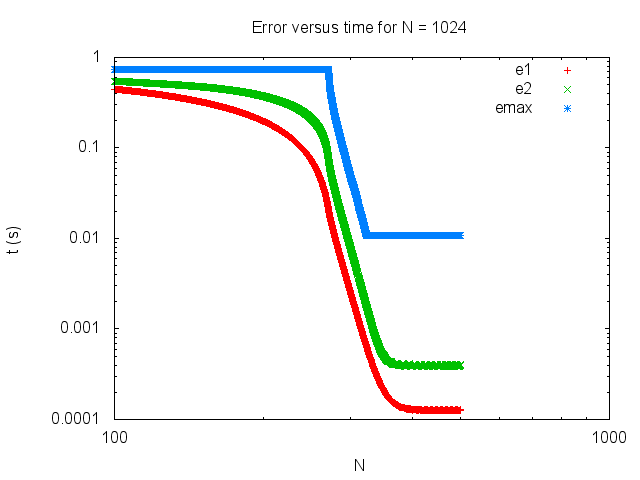 Error versus time for N = 1024
e1
e2
emax
1
0.1
0.01
0.001
0.0001
t (s)
100
1000
N